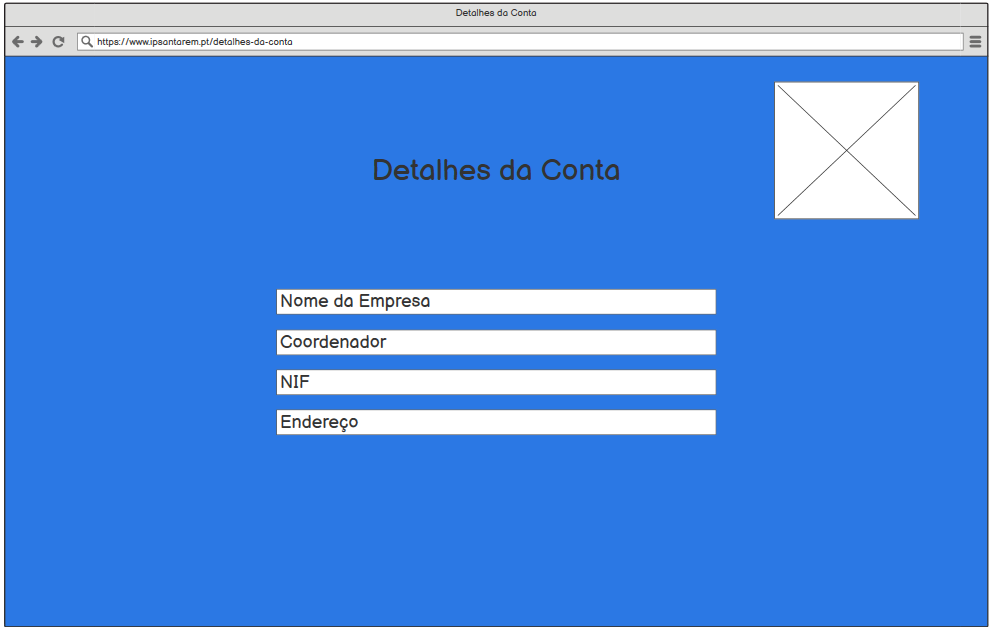 Detalhes da Conta
https://www.ipsantarem.pt/detalhes-da-conta
Detalhes da Conta
Nome da Empresa
Coordenador
NIF
Endereço